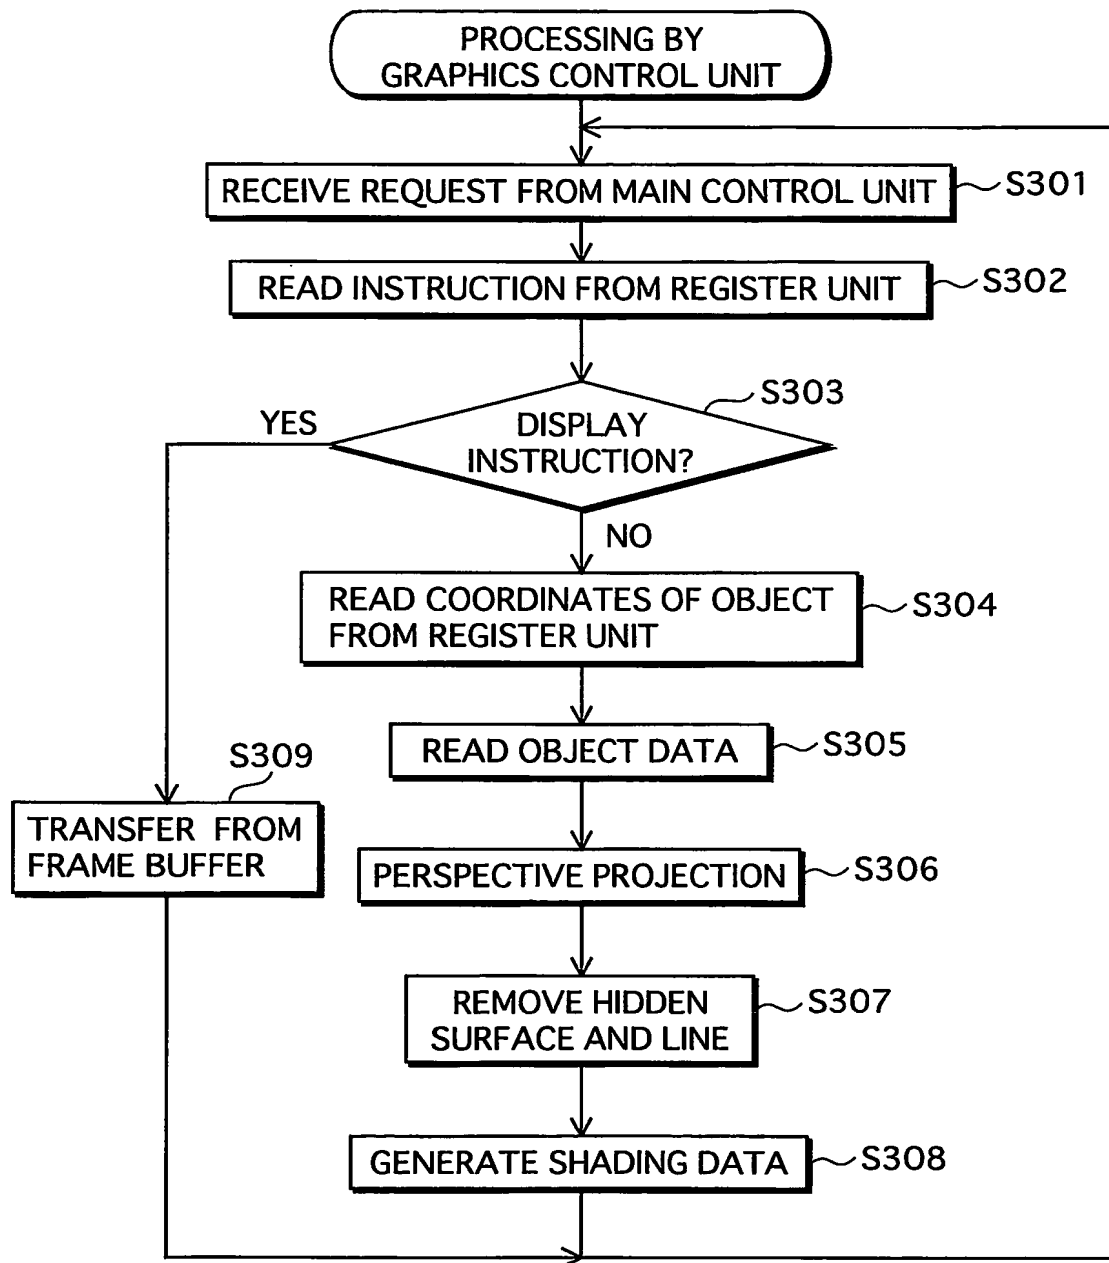 PROCESSING BY
GRAPHICS CONTROL UNIT
RECEIVE REQUEST FROM MAIN CONTROL UNIT
S301
READ INSTRUCTION FROM REGISTER UNIT
S302
S303
YES
DISPLAY
INSTRUCTION?
NO
READ COORDINATES OF OBJECT
FROM REGISTER UNIT
S304
READ OBJECT DATA
S305
S309
TRANSFER FROM
FRAME BUFFER
PERSPECTIVE PROJECTION
S306
REMOVE HIDDEN
SURFACE AND LINE
S307
GENERATE SHADING DATA
S308